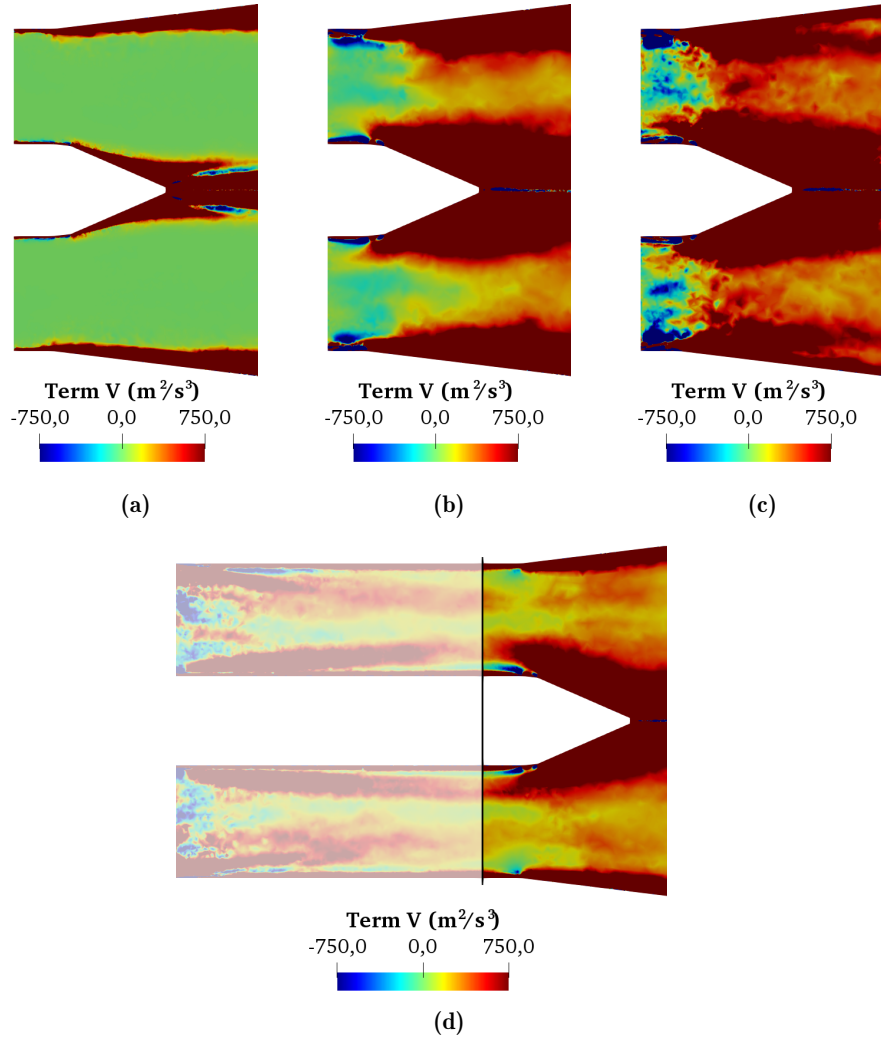 Term V (m²/s³) Term V (m²/s³) Term V (m²/s³)
-750,0 0,0 750,0 -750,0 0,0 750,0 -750,0 0,0 750,0
(a) (b) (c)
Term V (m²/s³)
-750,0 0,0 750,0
(d)